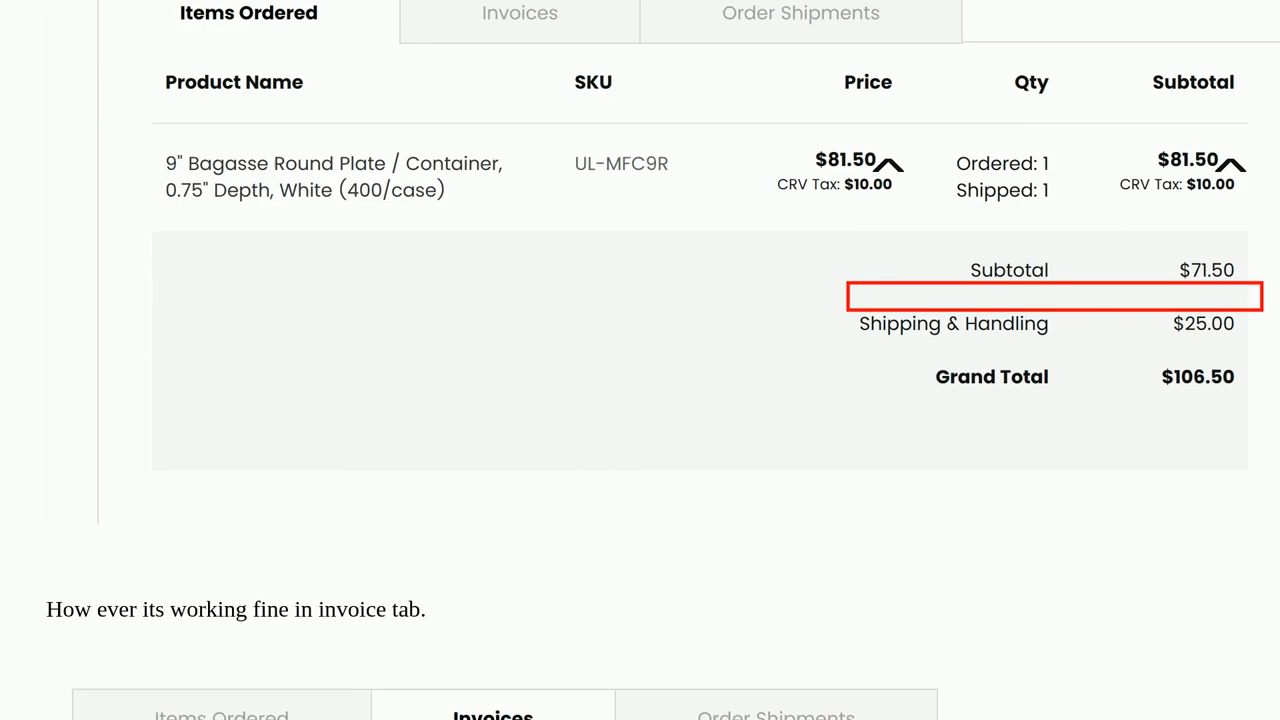 Items Ordered Invoices Order Shipments
Product Name SKU Price Qty Subtotal
9" Bagasse Round Plate / Container, UL-MFC9R $81.50 Ordered: 1 $81.50
0.75" Depth, White (400/case) CRV Tax: $10.00 Shipped: 1 CRV Tax: $10.00
Subtotal $71.50
Shipping & Handling $25.00
Grand Total $106.50
How ever its working fine in invoice tab.
Items Ordered Invoices Order Shipments